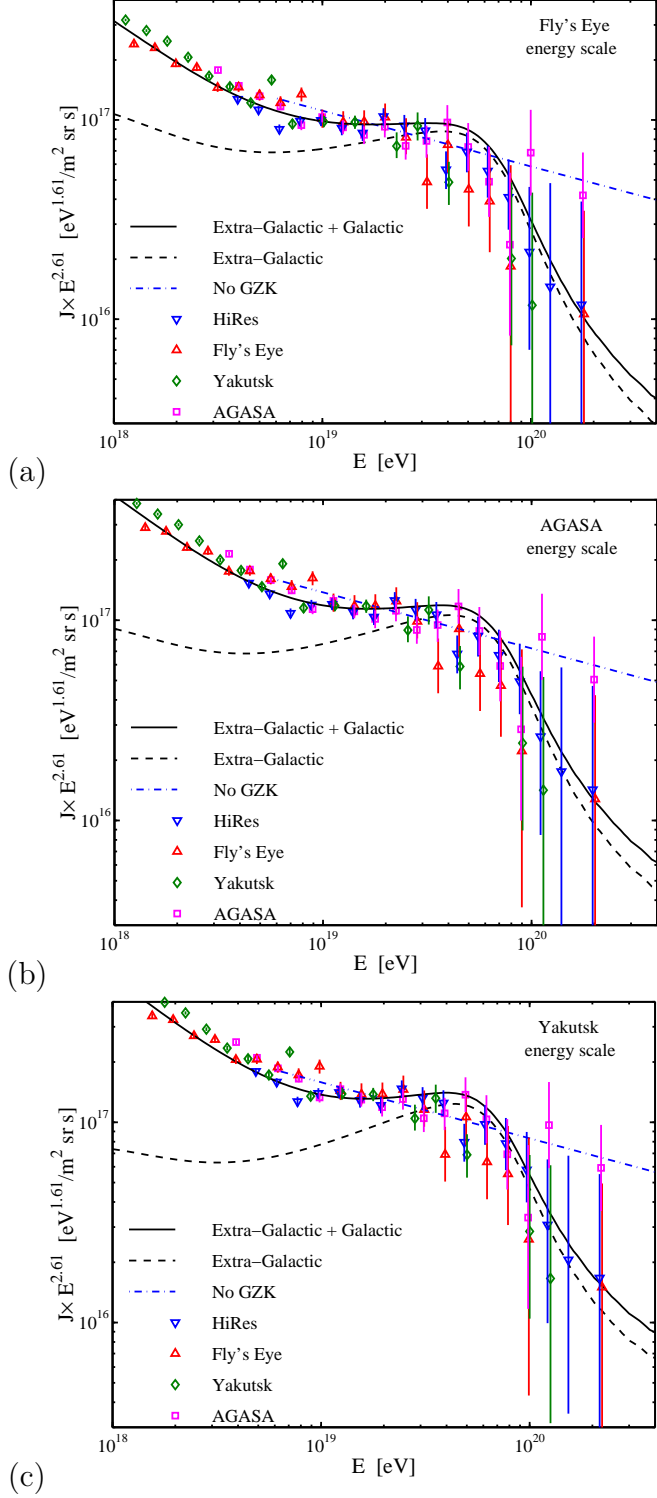 Fly's Eye
energy scale
10^17
10^16
J× E^2.61 [eV^1.61/m^2 sr s]
Extra−Galactic + Galactic
Extra−Galactic
No GZK
HiRes
Fly's Eye
Yakutsk
AGASA
10^18
10^19
10^20
E [eV]
(a)
AGASA
energy scale
10^17
10^16
J× E^2.61 [eV^1.61/m^2 sr s]
Extra−Galactic + Galactic
Extra−Galactic
No GZK
HiRes
Fly's Eye
Yakutsk
AGASA
10^18
10^19
10^20
E [eV]
(b)
Yakutsk
energy scale
10^17
10^16
J× E^2.61 [eV^1.61/m^2 sr s]
Extra−Galactic + Galactic
Extra−Galactic
No GZK
HiRes
Fly's Eye
Yakutsk
AGASA
10^18
10^19
10^20
E [eV]
(c)